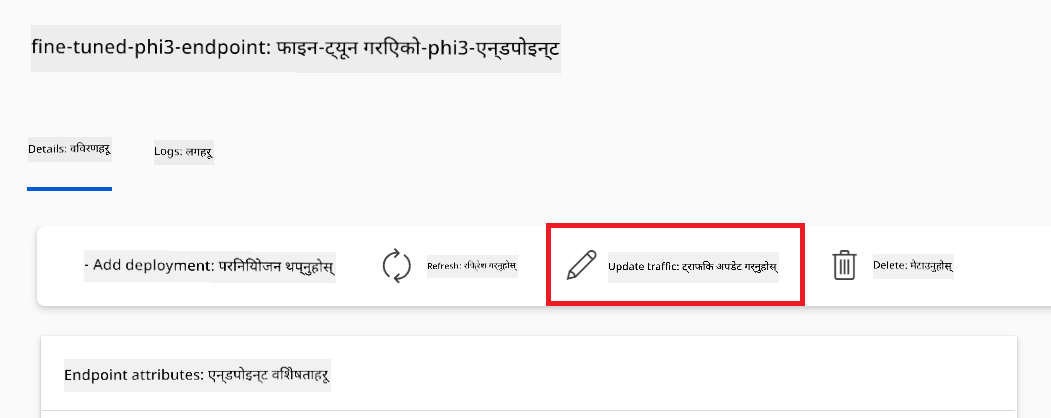 fine-tuned-phi3-endpoint: फाइन-ट्यून गरिएको-phi3-एन्डपोइन्ट
Details: विवरणहरू
Logs: लगहरू
- Add deployment: परिनियोजन थप्नुहोस्
Refresh: रिफ्रेश गर्नुहोस्
Update traffic: ट्राफिक अपडेट गर्नुहोस्
Delete: मेटाउनुहोस्
Endpoint attributes: एन्डपोइन्ट विशेषताहरू